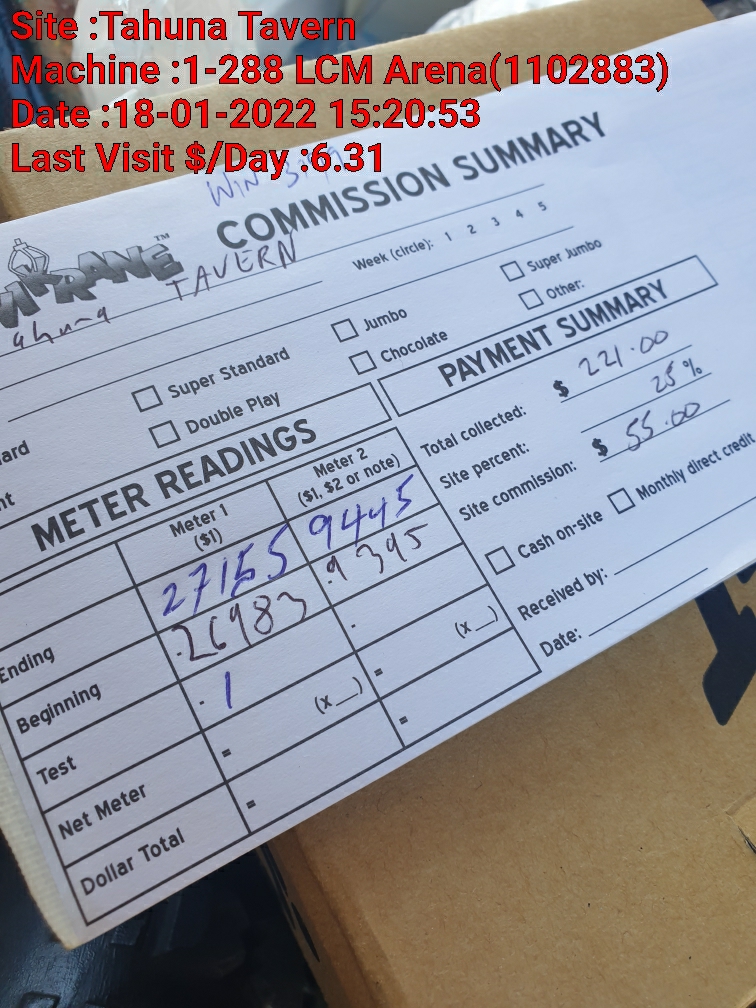 Site :Tahuna Tavern
Machine :1-288 LCM Arena(1102883)
Date :18-01-2022 15:20:53
Last Visit $/Day :6.31
WIN
COMMISSION SUMMARY
RANE™
ahuna TAVERN
Week (circle): 1 2 3 4 5
Super Standard
Jumbo
Super Jumbo
Double Play
Chocolate
Other:
METER READINGS
PAYMENT SUMMARY
Meter 1
($1)
Meter 2
($1, $2 or note)
Total collected: $ 221.00
Site percent: 25%
Site commission: $ 55.00
Cash on-site
Monthly direct credit
Received by:
Date:
Ending 27155 9445
Beginning -26983 -9395
Test - 1 -
Net Meter = (x__) = (x__)
Dollar Total = =